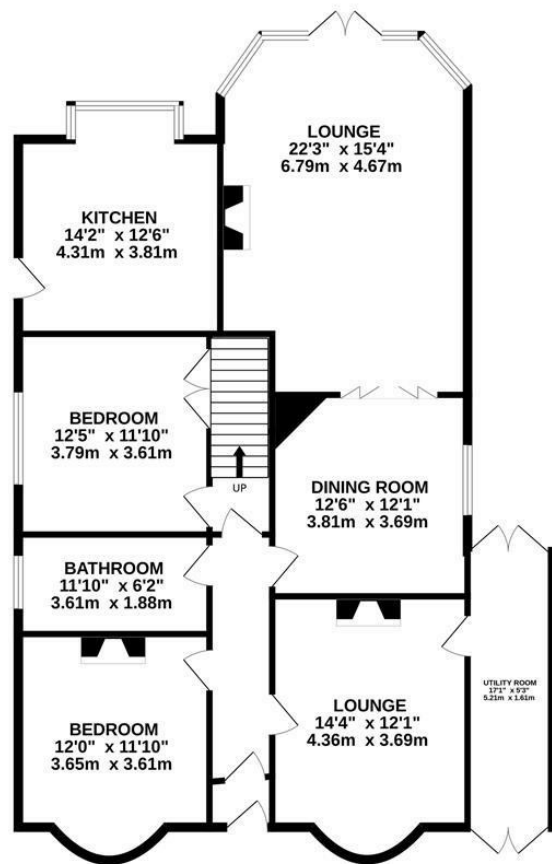 LOUNGE
22'3" x 15'4"
6.79m x 4.67m
KITCHEN
14'2" x 12'6"
4.31m x 3.81m
BEDROOM
12'5" x 11'10"
3.79m x 3.61m
UP
DINING ROOM
12'6" x 12'1"
3.81m x 3.69m
BATHROOM
11'10" x 6'2"
3.61m x 1.88m
UTILITY ROOM
17'1" x 5'3"
5.21m x 1.61m
LOUNGE
14'4" x 12'1"
4.36m x 3.69m
BEDROOM
12'0" x 11'10"
3.65m x 3.61m